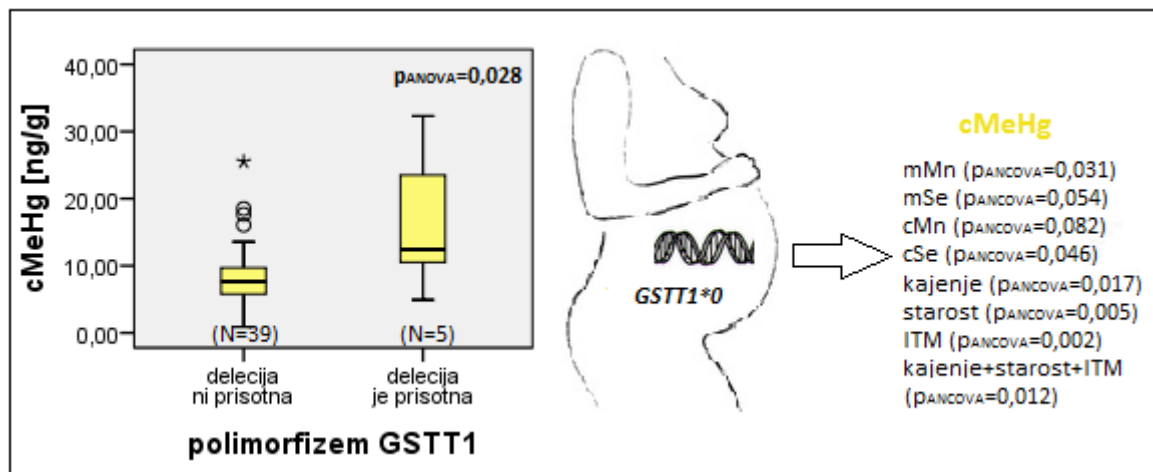 40,00
30,00
20,00
10,00
0,00
cMeHg [ng/g]
pANOVA=0,028
(N=39)
(N=5)
delecija
ni prisotna
delecija
je prisotna
polimorfizem GSTT1
GSTT1*0
cMeHg
mMn (pANCOVA=0,031)
mSe (pANCOVA=0,054)
cMn (pANCOVA=0,082)
cSe (pANCOVA=0,046)
kajenje (pANCOVA=0,017)
starost (pANCOVA=0,005)
ITM (pANCOVA=0,002)
kajenje+starost+ITM
(pANCOVA=0,012)